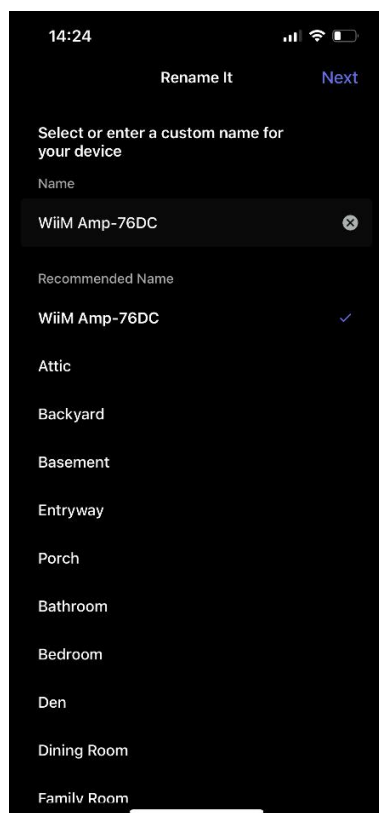 14:24
Rename It
Next
Select or enter a custom name for
your device
Name
WiiM Amp-76DC
Recommended Name
WiiM Amp-76DC
Attic
Backyard
Basement
Entryway
Porch
Bathroom
Bedroom
Den
Dining Room
Family Room